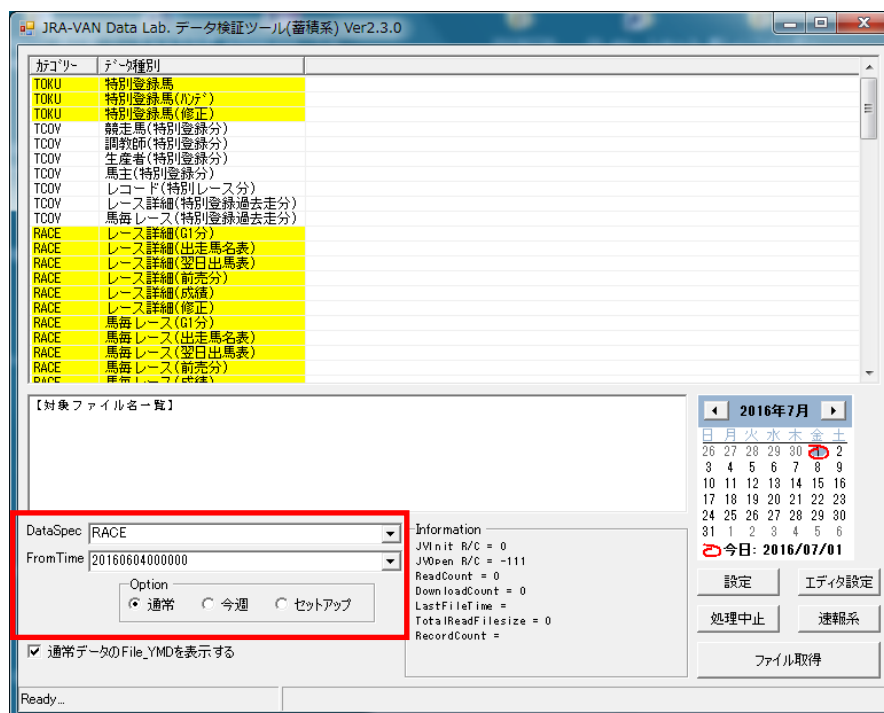 JRA-VAN Data Lab. データ検証ツール(蓄積系) Ver2.3.0
カテゴリー データ種別
TOKU 特別登録馬
TOKU 特別登録馬(ハンデ)
TOKU 特別登録馬(修正)
TCOV 競走馬(特別登録分)
TCOV 調教師(特別登録分)
TCOV 生産者(特別登録分)
TCOV 馬主(特別登録分)
TCOV レコード(特別レース分)
TCOV レース詳細(特別登録過去走分)
TCOV 馬毎レース(特別登録過去走分)
RACE レース詳細(G1分)
RACE レース詳細(出走馬名表)
RACE レース詳細(翌日出馬表)
RACE レース詳細(前売分)
RACE レース詳細(成績)
RACE レース詳細(修正)
RACE 馬毎レース(G1分)
RACE 馬毎レース(出走馬名表)
RACE 馬毎レース(翌日出馬表)
RACE 馬毎レース(前売分)
RACE 馬毎レース(成績)
【対象ファイル名一覧】
2016年7月
日 月 火 水 木 金 土
26 27 28 29 30 1 2
3 4 5 6 7 8 9
10 11 12 13 14 15 16
17 18 19 20 21 22 23
24 25 26 27 28 29 30
31 1 2 3 4 5 6
今日: 2016/07/01
DataSpec RACE
FromTime 20160604000000
Option
通常 今週 セットアップ
通常データのFile_YMDを表示する
Information
JVInit R/C = 0
JVOpen R/C = -111
ReadCount = 0
DownloadCount = 0
LastFileTime =
TotalReadFilesize = 0
RecordCount =
設定 エディタ設定
処理中止 速報系
ファイル取得
Ready...